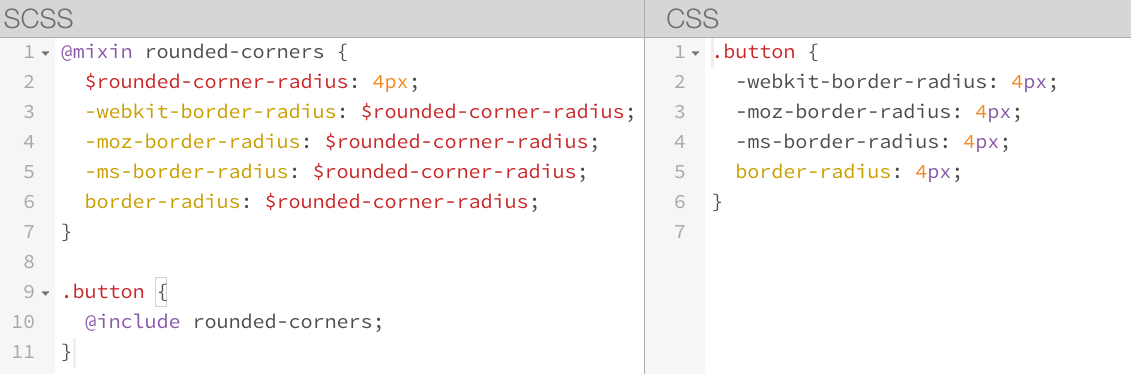 SCSS
1 @mixin rounded-corners {
2   $rounded-corner-radius: 4px;
3   -webkit-border-radius: $rounded-corner-radius;
4   -moz-border-radius: $rounded-corner-radius;
5   -ms-border-radius: $rounded-corner-radius;
6   border-radius: $rounded-corner-radius;
7 }
8
9 .button {
10   @include rounded-corners;
11 }
CSS
1 .button {
2   -webkit-border-radius: 4px;
3   -moz-border-radius: 4px;
4   -ms-border-radius: 4px;
5   border-radius: 4px;
6 }
7